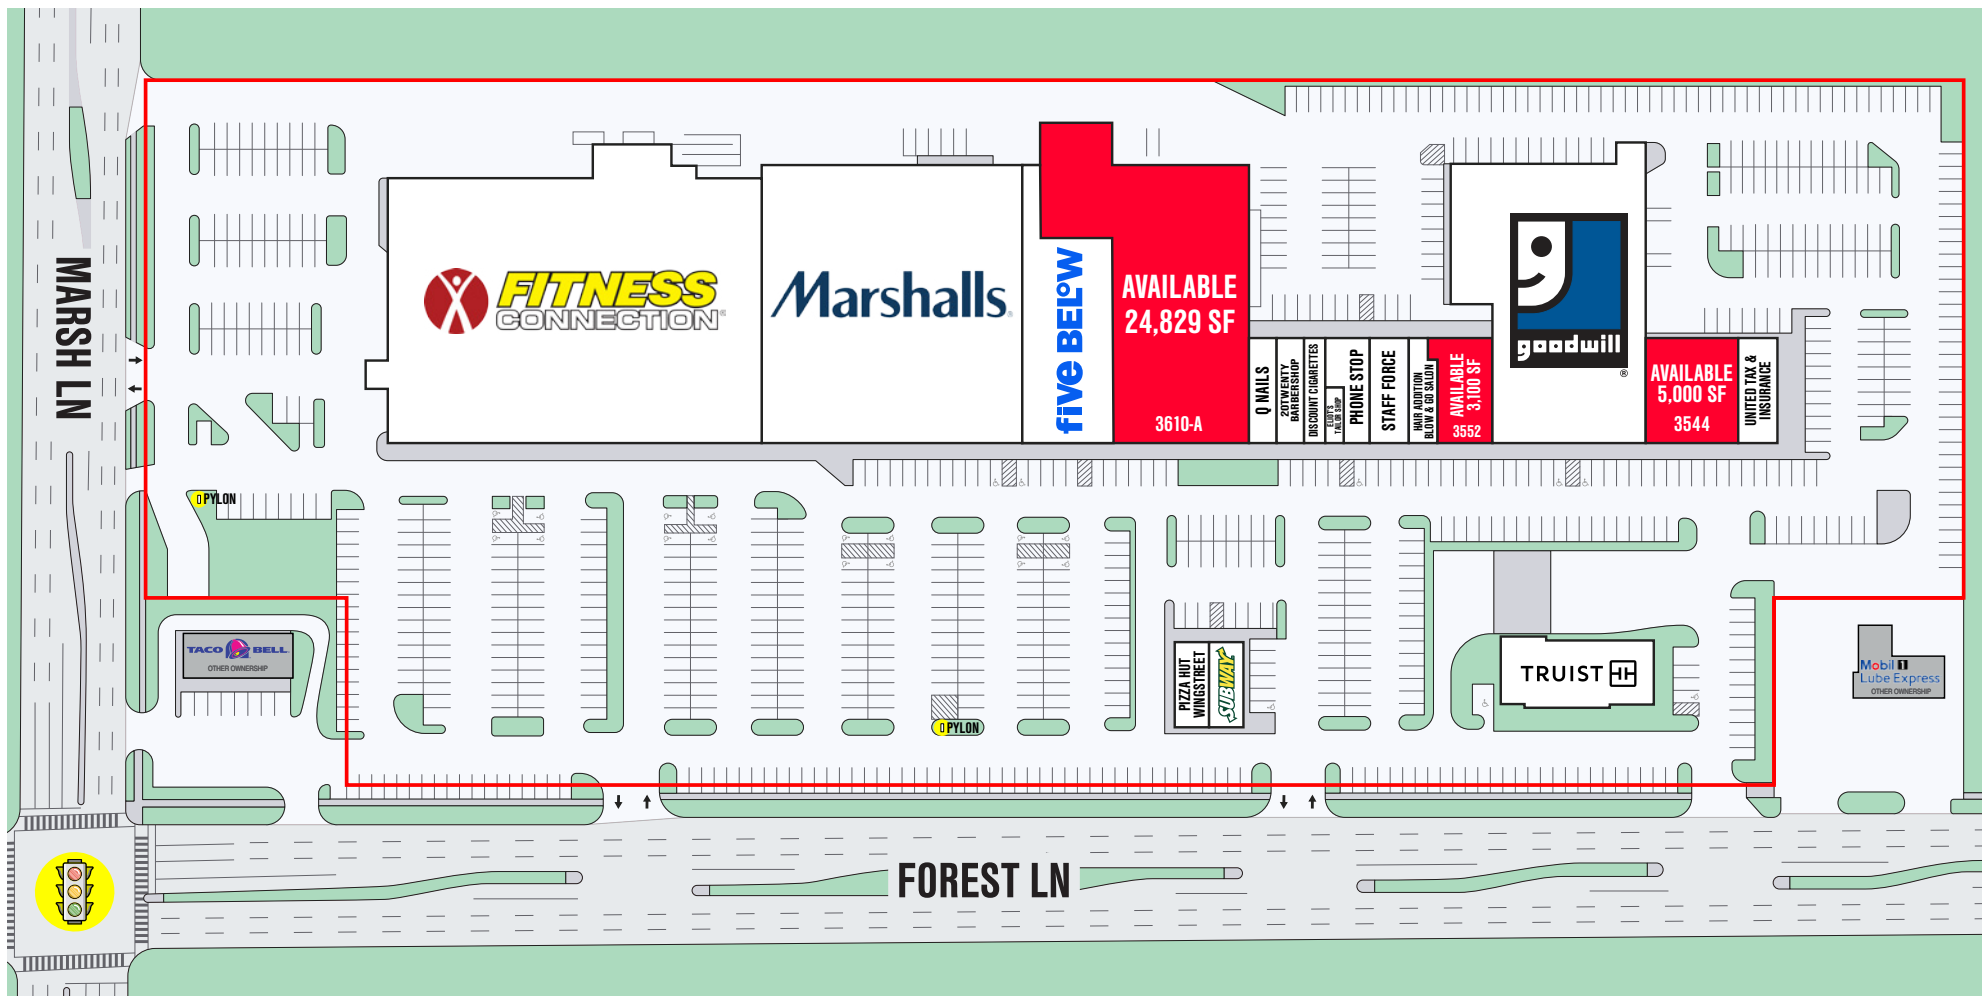 MARSH LN
FITNESS
CONNECTION
Marshalls
five BELOW
AVAILABLE
24,829 SF
3610-A
Q NAILS
20TWENTY
BARBERSHOP
DISCOUNT CIGARETTES
ELIOT'S
TAILOR SHOP
PHONE STOP
STAFF FORCE
HAIR ADDITION
BLOW & GO SALON
AVAILABLE
3,100 SF
3552
goodwill
®
AVAILABLE
5,000 SF
3544
UNITED TAX &
INSURANCE
PYLON
TACO BELL
OTHER OWNERSHIP
PYLON
PIZZA HUT
WINGSTREET
SUBWAY
TRUIST
Mobil 1
Lube Express
OTHER OWNERSHIP
FOREST LN